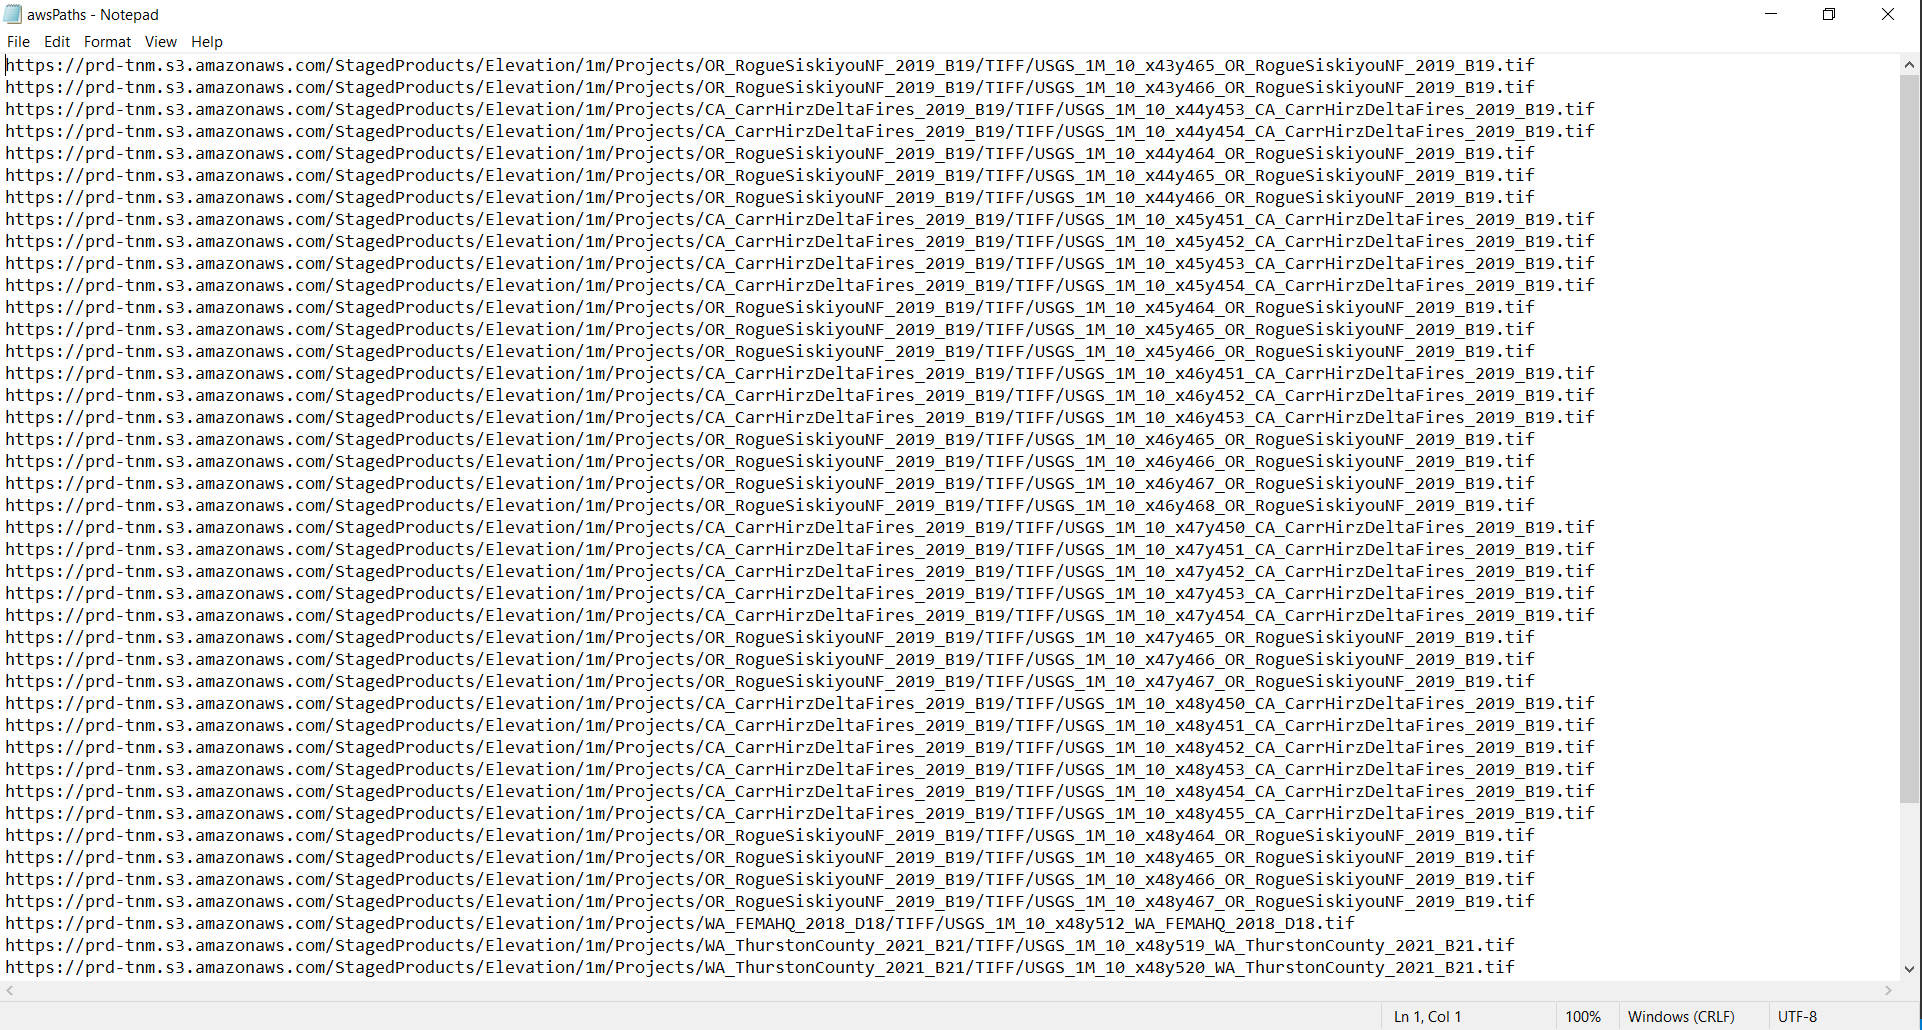 awsPaths - Notepad
File Edit Format View Help
https://prd-tnm.s3.amazonaws.com/StagedProducts/Elevation/1m/Projects/OR_RogueSiskiyouNF_2019_B19/TIFF/USGS_1M_10_x43y465_OR_RogueSiskiyouNF_2019_B19.tif
https://prd-tnm.s3.amazonaws.com/StagedProducts/Elevation/1m/Projects/OR_RogueSiskiyouNF_2019_B19/TIFF/USGS_1M_10_x43y466_OR_RogueSiskiyouNF_2019_B19.tif
https://prd-tnm.s3.amazonaws.com/StagedProducts/Elevation/1m/Projects/CA_CarrHirzDeltaFires_2019_B19/TIFF/USGS_1M_10_x44y453_CA_CarrHirzDeltaFires_2019_B19.tif
https://prd-tnm.s3.amazonaws.com/StagedProducts/Elevation/1m/Projects/CA_CarrHirzDeltaFires_2019_B19/TIFF/USGS_1M_10_x44y454_CA_CarrHirzDeltaFires_2019_B19.tif
https://prd-tnm.s3.amazonaws.com/StagedProducts/Elevation/1m/Projects/OR_RogueSiskiyouNF_2019_B19/TIFF/USGS_1M_10_x44y464_OR_RogueSiskiyouNF_2019_B19.tif
https://prd-tnm.s3.amazonaws.com/StagedProducts/Elevation/1m/Projects/OR_RogueSiskiyouNF_2019_B19/TIFF/USGS_1M_10_x44y465_OR_RogueSiskiyouNF_2019_B19.tif
https://prd-tnm.s3.amazonaws.com/StagedProducts/Elevation/1m/Projects/OR_RogueSiskiyouNF_2019_B19/TIFF/USGS_1M_10_x44y466_OR_RogueSiskiyouNF_2019_B19.tif
https://prd-tnm.s3.amazonaws.com/StagedProducts/Elevation/1m/Projects/CA_CarrHirzDeltaFires_2019_B19/TIFF/USGS_1M_10_x45y451_CA_CarrHirzDeltaFires_2019_B19.tif
https://prd-tnm.s3.amazonaws.com/StagedProducts/Elevation/1m/Projects/CA_CarrHirzDeltaFires_2019_B19/TIFF/USGS_1M_10_x45y452_CA_CarrHirzDeltaFires_2019_B19.tif
https://prd-tnm.s3.amazonaws.com/StagedProducts/Elevation/1m/Projects/CA_CarrHirzDeltaFires_2019_B19/TIFF/USGS_1M_10_x45y453_CA_CarrHirzDeltaFires_2019_B19.tif
https://prd-tnm.s3.amazonaws.com/StagedProducts/Elevation/1m/Projects/CA_CarrHirzDeltaFires_2019_B19/TIFF/USGS_1M_10_x45y454_CA_CarrHirzDeltaFires_2019_B19.tif
https://prd-tnm.s3.amazonaws.com/StagedProducts/Elevation/1m/Projects/OR_RogueSiskiyouNF_2019_B19/TIFF/USGS_1M_10_x45y464_OR_RogueSiskiyouNF_2019_B19.tif
https://prd-tnm.s3.amazonaws.com/StagedProducts/Elevation/1m/Projects/OR_RogueSiskiyouNF_2019_B19/TIFF/USGS_1M_10_x45y465_OR_RogueSiskiyouNF_2019_B19.tif
https://prd-tnm.s3.amazonaws.com/StagedProducts/Elevation/1m/Projects/OR_RogueSiskiyouNF_2019_B19/TIFF/USGS_1M_10_x45y466_OR_RogueSiskiyouNF_2019_B19.tif
https://prd-tnm.s3.amazonaws.com/StagedProducts/Elevation/1m/Projects/CA_CarrHirzDeltaFires_2019_B19/TIFF/USGS_1M_10_x46y451_CA_CarrHirzDeltaFires_2019_B19.tif
https://prd-tnm.s3.amazonaws.com/StagedProducts/Elevation/1m/Projects/CA_CarrHirzDeltaFires_2019_B19/TIFF/USGS_1M_10_x46y452_CA_CarrHirzDeltaFires_2019_B19.tif
https://prd-tnm.s3.amazonaws.com/StagedProducts/Elevation/1m/Projects/CA_CarrHirzDeltaFires_2019_B19/TIFF/USGS_1M_10_x46y453_CA_CarrHirzDeltaFires_2019_B19.tif
https://prd-tnm.s3.amazonaws.com/StagedProducts/Elevation/1m/Projects/OR_RogueSiskiyouNF_2019_B19/TIFF/USGS_1M_10_x46y465_OR_RogueSiskiyouNF_2019_B19.tif
https://prd-tnm.s3.amazonaws.com/StagedProducts/Elevation/1m/Projects/OR_RogueSiskiyouNF_2019_B19/TIFF/USGS_1M_10_x46y466_OR_RogueSiskiyouNF_2019_B19.tif
https://prd-tnm.s3.amazonaws.com/StagedProducts/Elevation/1m/Projects/OR_RogueSiskiyouNF_2019_B19/TIFF/USGS_1M_10_x46y467_OR_RogueSiskiyouNF_2019_B19.tif
https://prd-tnm.s3.amazonaws.com/StagedProducts/Elevation/1m/Projects/OR_RogueSiskiyouNF_2019_B19/TIFF/USGS_1M_10_x46y468_OR_RogueSiskiyouNF_2019_B19.tif
https://prd-tnm.s3.amazonaws.com/StagedProducts/Elevation/1m/Projects/CA_CarrHirzDeltaFires_2019_B19/TIFF/USGS_1M_10_x47y450_CA_CarrHirzDeltaFires_2019_B19.tif
https://prd-tnm.s3.amazonaws.com/StagedProducts/Elevation/1m/Projects/CA_CarrHirzDeltaFires_2019_B19/TIFF/USGS_1M_10_x47y451_CA_CarrHirzDeltaFires_2019_B19.tif
https://prd-tnm.s3.amazonaws.com/StagedProducts/Elevation/1m/Projects/CA_CarrHirzDeltaFires_2019_B19/TIFF/USGS_1M_10_x47y452_CA_CarrHirzDeltaFires_2019_B19.tif
https://prd-tnm.s3.amazonaws.com/StagedProducts/Elevation/1m/Projects/CA_CarrHirzDeltaFires_2019_B19/TIFF/USGS_1M_10_x47y453_CA_CarrHirzDeltaFires_2019_B19.tif
https://prd-tnm.s3.amazonaws.com/StagedProducts/Elevation/1m/Projects/CA_CarrHirzDeltaFires_2019_B19/TIFF/USGS_1M_10_x47y454_CA_CarrHirzDeltaFires_2019_B19.tif
https://prd-tnm.s3.amazonaws.com/StagedProducts/Elevation/1m/Projects/OR_RogueSiskiyouNF_2019_B19/TIFF/USGS_1M_10_x47y465_OR_RogueSiskiyouNF_2019_B19.tif
https://prd-tnm.s3.amazonaws.com/StagedProducts/Elevation/1m/Projects/OR_RogueSiskiyouNF_2019_B19/TIFF/USGS_1M_10_x47y466_OR_RogueSiskiyouNF_2019_B19.tif
https://prd-tnm.s3.amazonaws.com/StagedProducts/Elevation/1m/Projects/OR_RogueSiskiyouNF_2019_B19/TIFF/USGS_1M_10_x47y467_OR_RogueSiskiyouNF_2019_B19.tif
https://prd-tnm.s3.amazonaws.com/StagedProducts/Elevation/1m/Projects/CA_CarrHirzDeltaFires_2019_B19/TIFF/USGS_1M_10_x48y450_CA_CarrHirzDeltaFires_2019_B19.tif
https://prd-tnm.s3.amazonaws.com/StagedProducts/Elevation/1m/Projects/CA_CarrHirzDeltaFires_2019_B19/TIFF/USGS_1M_10_x48y451_CA_CarrHirzDeltaFires_2019_B19.tif
https://prd-tnm.s3.amazonaws.com/StagedProducts/Elevation/1m/Projects/CA_CarrHirzDeltaFires_2019_B19/TIFF/USGS_1M_10_x48y452_CA_CarrHirzDeltaFires_2019_B19.tif
https://prd-tnm.s3.amazonaws.com/StagedProducts/Elevation/1m/Projects/CA_CarrHirzDeltaFires_2019_B19/TIFF/USGS_1M_10_x48y453_CA_CarrHirzDeltaFires_2019_B19.tif
https://prd-tnm.s3.amazonaws.com/StagedProducts/Elevation/1m/Projects/CA_CarrHirzDeltaFires_2019_B19/TIFF/USGS_1M_10_x48y454_CA_CarrHirzDeltaFires_2019_B19.tif
https://prd-tnm.s3.amazonaws.com/StagedProducts/Elevation/1m/Projects/CA_CarrHirzDeltaFires_2019_B19/TIFF/USGS_1M_10_x48y455_CA_CarrHirzDeltaFires_2019_B19.tif
https://prd-tnm.s3.amazonaws.com/StagedProducts/Elevation/1m/Projects/OR_RogueSiskiyouNF_2019_B19/TIFF/USGS_1M_10_x48y464_OR_RogueSiskiyouNF_2019_B19.tif
https://prd-tnm.s3.amazonaws.com/StagedProducts/Elevation/1m/Projects/OR_RogueSiskiyouNF_2019_B19/TIFF/USGS_1M_10_x48y465_OR_RogueSiskiyouNF_2019_B19.tif
https://prd-tnm.s3.amazonaws.com/StagedProducts/Elevation/1m/Projects/OR_RogueSiskiyouNF_2019_B19/TIFF/USGS_1M_10_x48y466_OR_RogueSiskiyouNF_2019_B19.tif
https://prd-tnm.s3.amazonaws.com/StagedProducts/Elevation/1m/Projects/OR_RogueSiskiyouNF_2019_B19/TIFF/USGS_1M_10_x48y467_OR_RogueSiskiyouNF_2019_B19.tif
https://prd-tnm.s3.amazonaws.com/StagedProducts/Elevation/1m/Projects/WA_FEMAHQ_2018_D18/TIFF/USGS_1M_10_x48y512_WA_FEMAHQ_2018_D18.tif
https://prd-tnm.s3.amazonaws.com/StagedProducts/Elevation/1m/Projects/WA_ThurstonCounty_2021_B21/TIFF/USGS_1M_10_x48y519_WA_ThurstonCounty_2021_B21.tif
https://prd-tnm.s3.amazonaws.com/StagedProducts/Elevation/1m/Projects/WA_ThurstonCounty_2021_B21/TIFF/USGS_1M_10_x48y520_WA_ThurstonCounty_2021_B21.tif
Ln 1, Col 1 100% Windows (CRLF) UTF-8